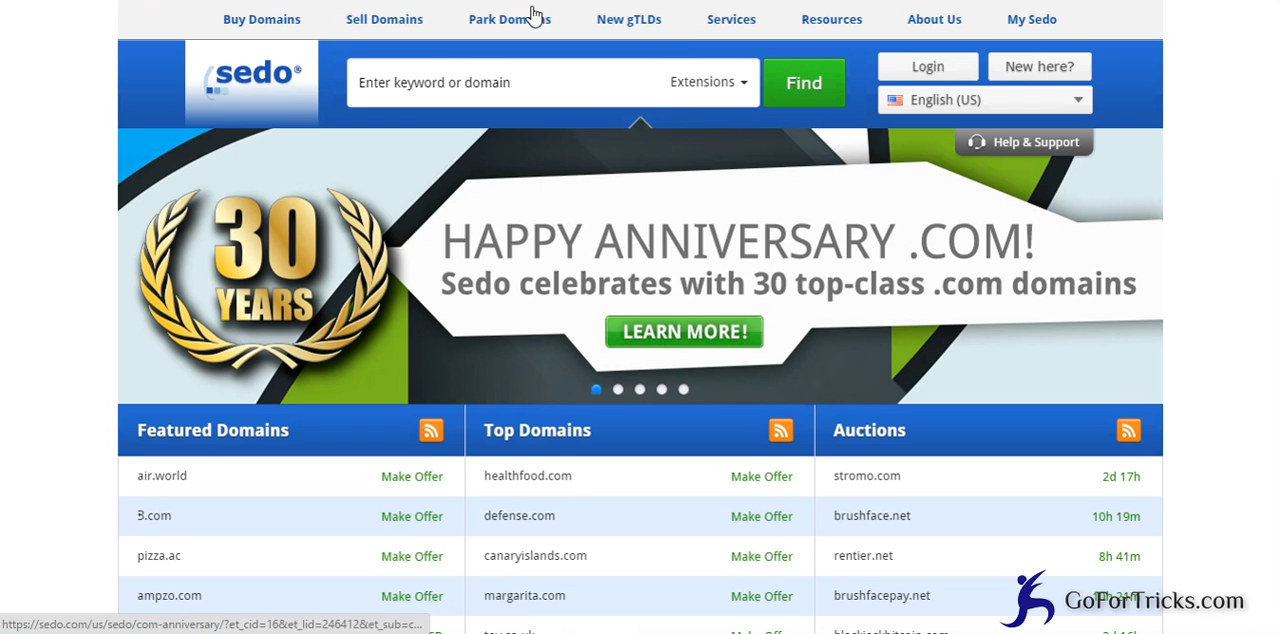 Buy Domains Sell Domains Park Domains New gTLDs Services Resources About Us My Sedo
sedo®
Enter keyword or domain Extensions Find
Login New here?
English (US)
Help & Support
30
YEARS
HAPPY ANNIVERSARY .COM!
Sedo celebrates with 30 top-class .com domains
LEARN MORE!
Featured Domains Top Domains Auctions
air.world Make Offer healthfood.com Make Offer stromo.com 2d 17h
3.com Make Offer defense.com Make Offer brushface.net 10h 19m
pizza.ac Make Offer canaryislands.com Make Offer rentier.net 8h 41m
ampzo.com Make Offer margarita.com Make Offer brushfacepay.net
GoForTricks.com
https://sedo.com/us/sedo/com-anniversary/?et_cid=16&et_lid=246412&et_sub=c...